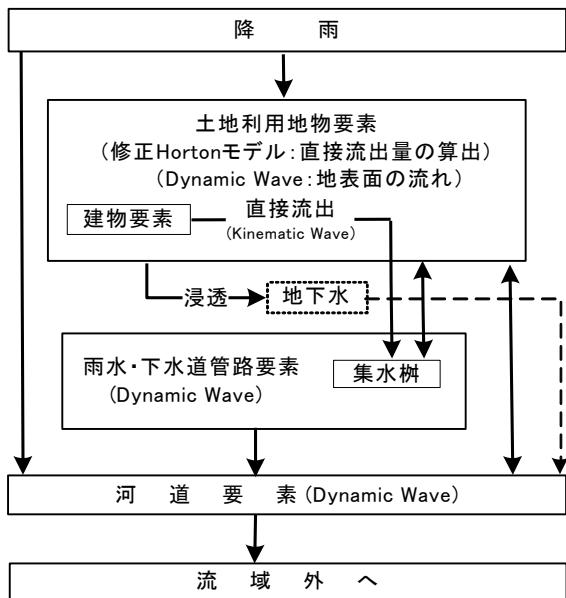 降 雨
土地利用地物要素
(修正Hortonモデル:直接流出量の算出)
(Dynamic Wave:地表面の流れ)
建物要素
直接流出
(Kinematic Wave)
浸透
地下水
雨水・下水道管路要素
(Dynamic Wave)
集水桝
河 道 要 素 (Dynamic Wave)
流 域 外 へ